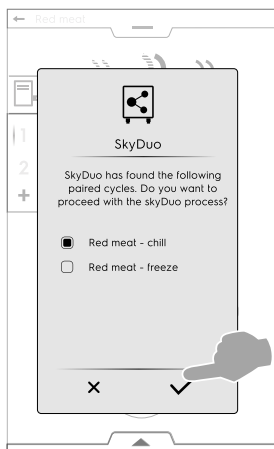 Red meat
1
2
SkyDuo
SkyDuo has found the following
paired cycles. Do you want to
proceed with the skyDuo process?
Red meat - chill
Red meat - freeze